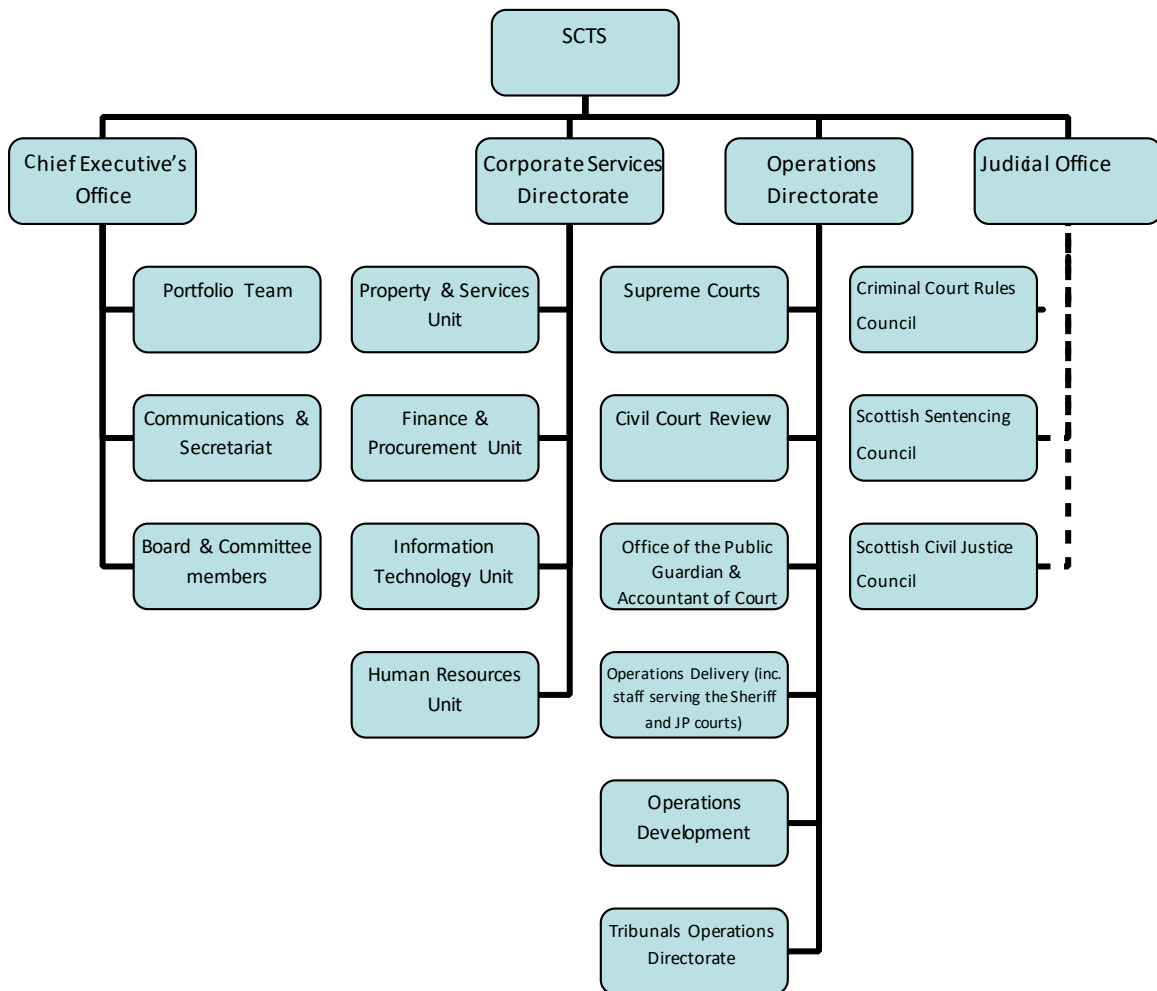 SCTS
Chief Executive's
Office
Corporate Services
Directorate
Operations
Directorate
Judicial Office
Portfolio Team
Property & Services
Unit
Supreme Courts
Criminal Court Rules
Council
Communications &
Secretariat
Finance &
Procurement Unit
Civil Court Review
Scottish Sentencing
Council
Board & Committee
members
Information
Technology Unit
Office of the Public
Guardian &
Accountant of Court
Scottish Civil Justice
Council
Human Resources
Unit
Operations Delivery (inc.
staff serving the Sheriff
and JP courts)
Operations
Development
Tribunals Operations
Directorate